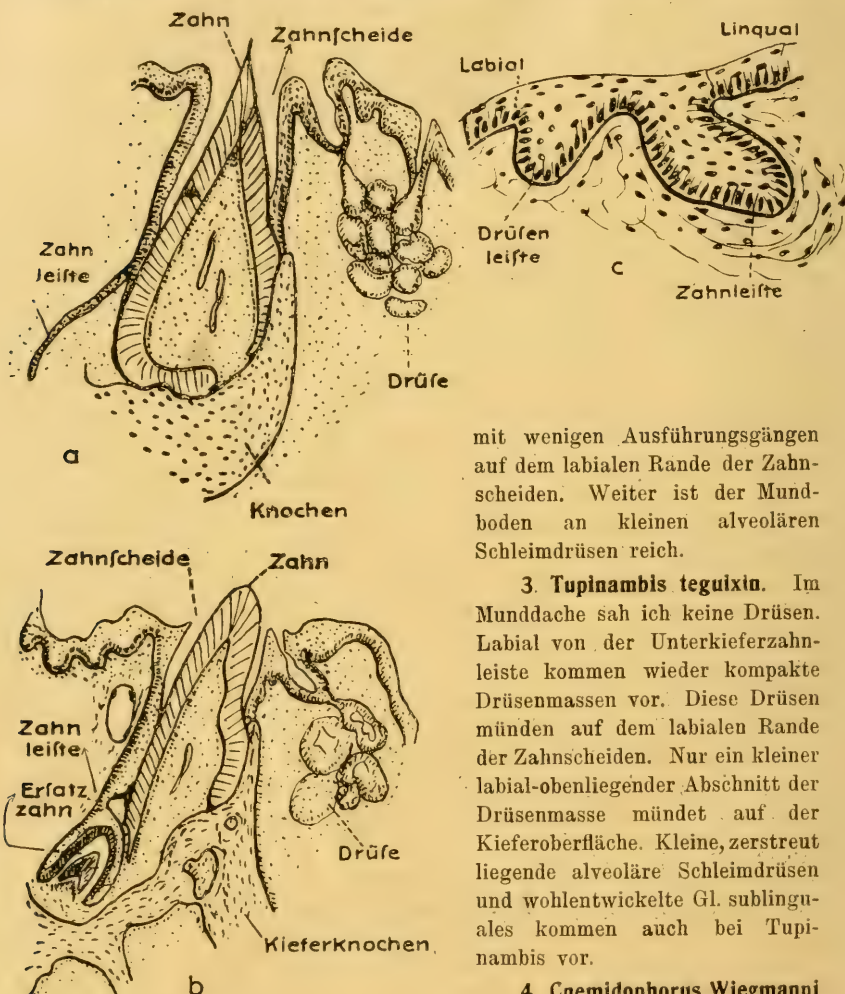 Zahn
Zahnſcheide
Zahn
leiſte
Drüſe
Knochen
a
Labial
Linqual
Drüſen
leiſte
c
Zahnleiſte
Zahnſcheide
Zahn
Zahn
leiſte
Erſatz
zahn
Drüſe
Kieferknochen
b
mit wenigen Ausführungsgängen
auf dem labialen Rande der Zahn-
scheiden. Weiter ist der Mund-
boden an kleinen alveolären
Schleimdrüsen reich.
3. Tupinambis teguixin. Im
Munddache sah ich keine Drüsen.
Labial von der Unterkieferzahn-
leiste kommen wieder kompakte
Drüsenmassen vor. Diese Drüsen
münden auf dem labialen Rande
der Zahnscheiden. Nur ein kleiner
labial-obenliegender Abschnitt der
Drüsenmasse mündet auf der
Kieferoberfläche. Kleine, zerstreut
liegende alveoläre Schleimdrüsen
und wohlentwickelte Gl. sublingu-
ales kommen auch bei Tupi-
nambis vor.
4. Cnemidophorus Wiegmanni